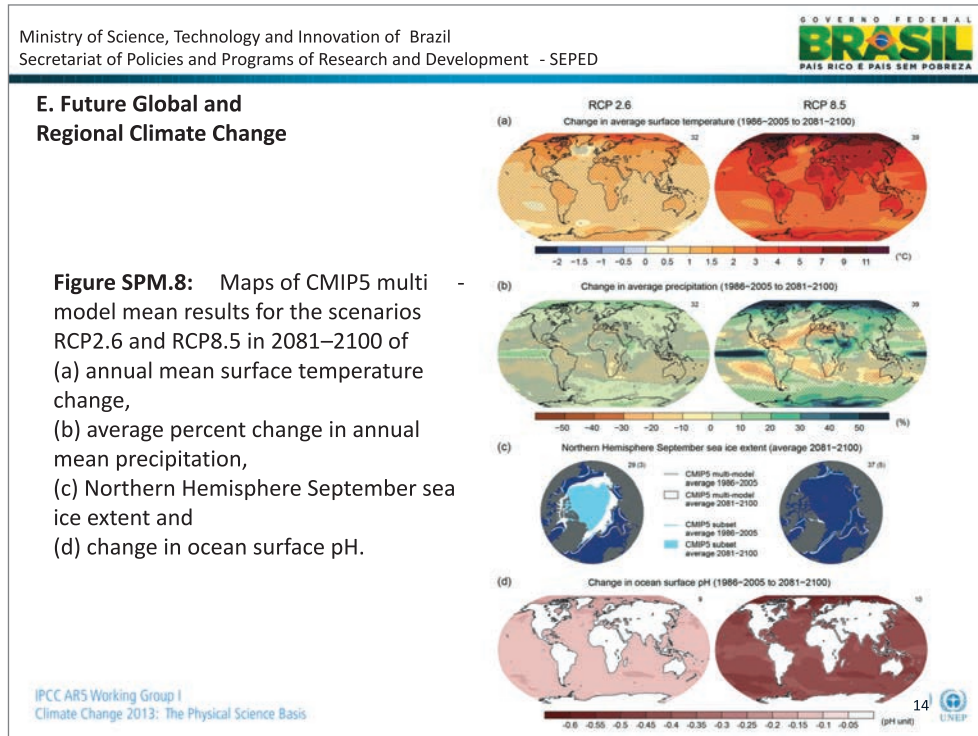 Ministry of Science, Technology and Innovation of Brazil
Secretariat of Policies and Programs of Research and Development - SEPED
GOVERNO FEDERAL
BRASIL
PAÍS RICO É PAÍS SEM POBREZA
E. Future Global and
Regional Climate Change
Figure SPM.8: Maps of CMIP5 multi -
model mean results for the scenarios
RCP2.6 and RCP8.5 in 2081–2100 of
(a) annual mean surface temperature
change,
(b) average percent change in annual
mean precipitation,
(c) Northern Hemisphere September sea
ice extent and
(d) change in ocean surface pH.
RCP 2.6 RCP 8.5
(a) Change in average surface temperature (1986−2005 to 2081−2100)
32 39
−2 −1.5 −1 −0.5 0 0.5 1 1.5 2 3 4 5 7 9 11 (°C)
(b) Change in average precipitation (1986−2005 to 2081−2100)
32 39
−50 −40 −30 −20 −10 0 10 20 30 40 50 (%)
(c) Northern Hemisphere September sea ice extent (average 2081−2100)
29 (3) 37 (5)
CMIP5 multi-model
average 1986−2005
CMIP5 multi-model
average 2081−2100
CMIP5 subset
average 1986−2005
CMIP5 subset
average 2081−2100
(d) Change in ocean surface pH (1986−2005 to 2081−2100)
9 10
-0.6 -0.55 -0.5 -0.45 -0.4 -0.35 -0.3 -0.25 -0.2 -0.15 -0.1 -0.05 (pH unit)
IPCC AR5 Working Group I
Climate Change 2013: The Physical Science Basis
14
UNEP